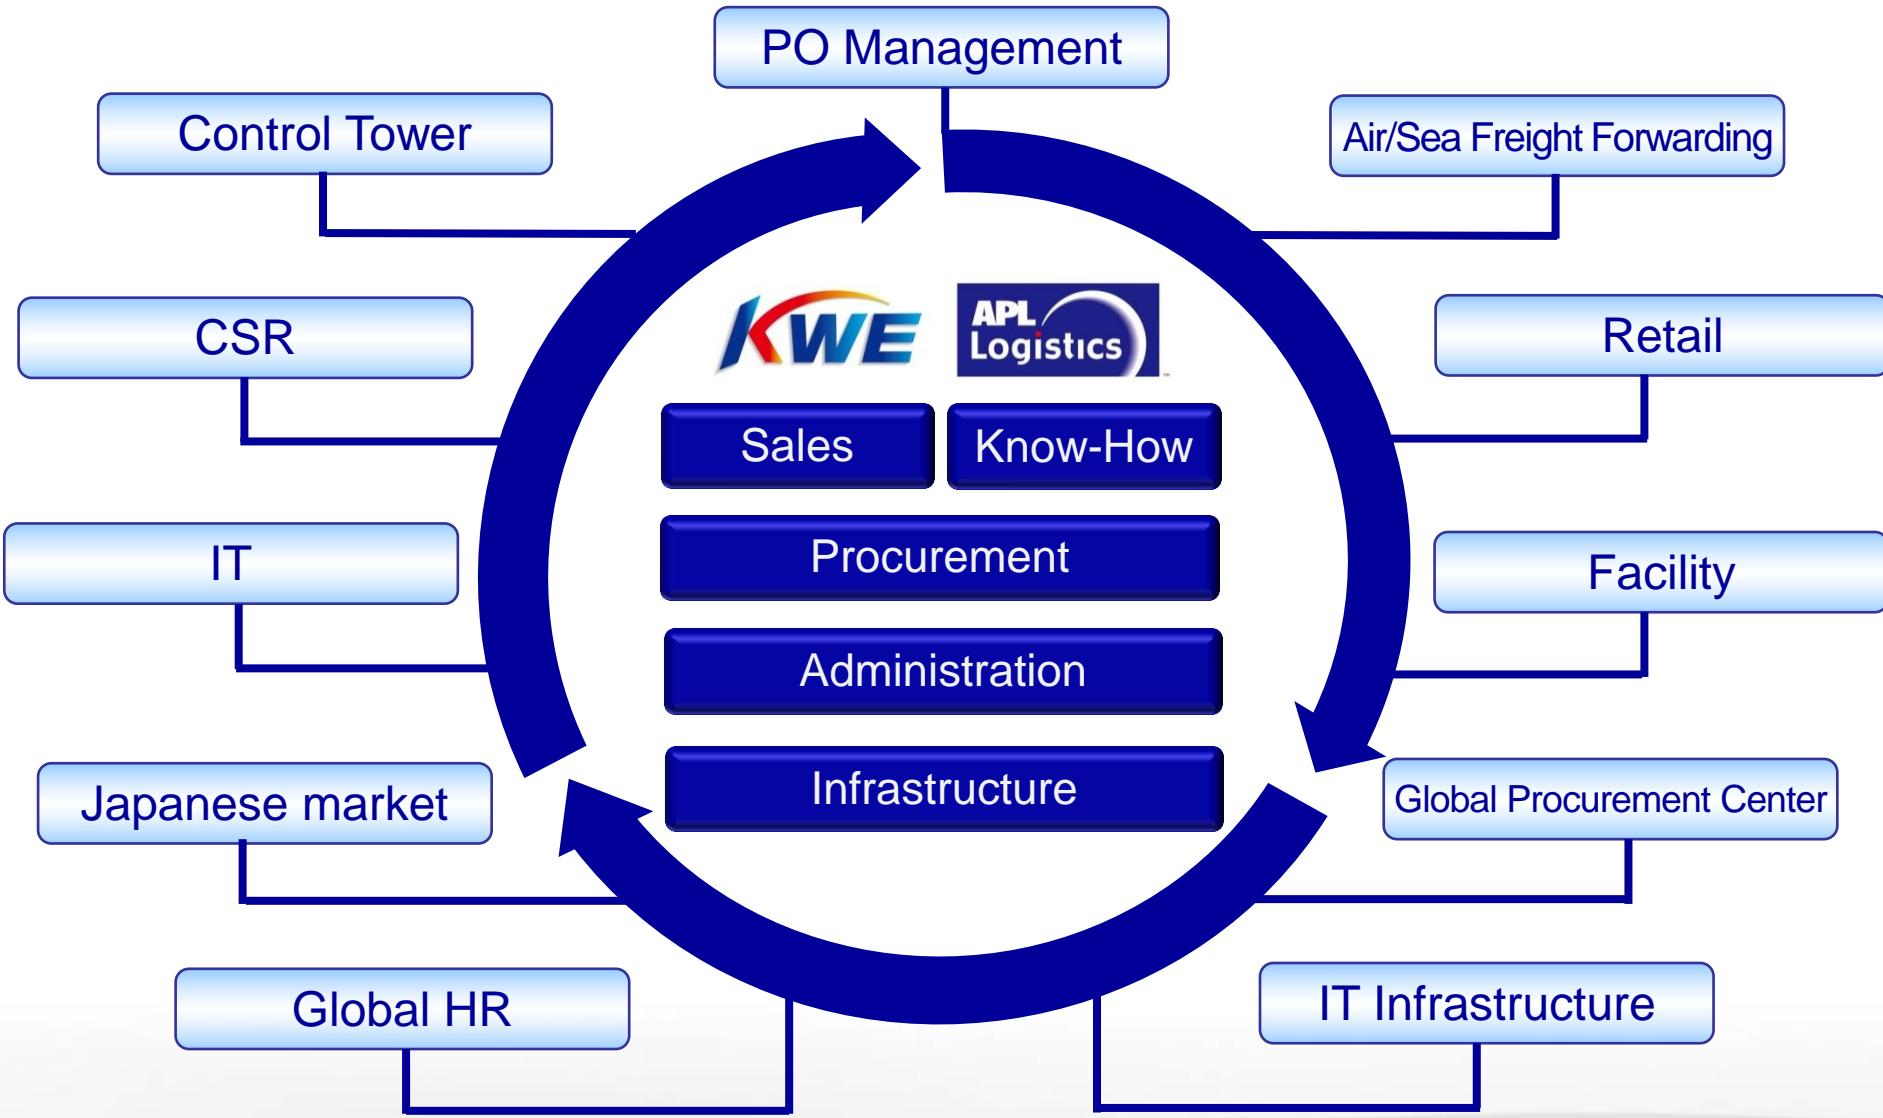 PO Management
Control Tower
Air/Sea Freight Forwarding
CSR
KWE
APL
Logistics
Retail
Sales
Know-How
IT
Procurement
Facility
Administration
Japanese market
Infrastructure
Global Procurement Center
Global HR
IT Infrastructure